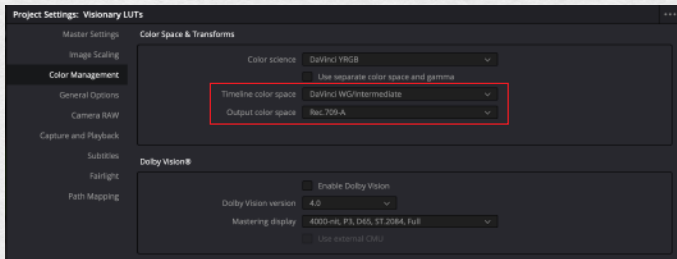 Project Settings: Visionary LUTs
Master Settings
Image Scaling
Color Management
General Options
Camera RAW
Capture and Playback
Subtitles
Fairlight
Path Mapping
Color Space & Transforms
Color science DaVinci YRGB
Use separate color space and gamma
Timeline color space DaVinci WG/Intermediate
Output color space Rec.709-A
Dolby Vision®
Enable Dolby Vision
Dolby Vision version 4.0
Mastering display 4000-nit, P3, D65, ST.2084, Full
Use external CMU